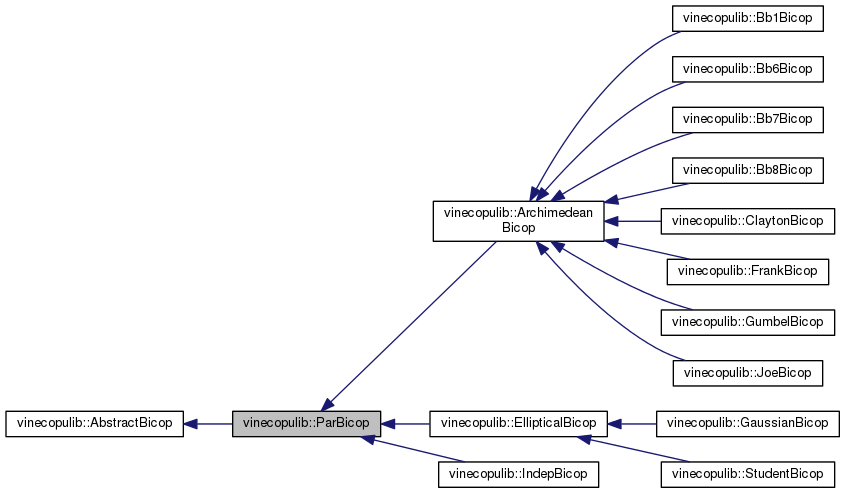 vinecopulib::Bb1Bicop
vinecopulib::Bb6Bicop
vinecopulib::Bb7Bicop
vinecopulib::Bb8Bicop
vinecopulib::Archimedean
Bicop
vinecopulib::ClaytonBicop
vinecopulib::FrankBicop
vinecopulib::GumbelBicop
vinecopulib::JoeBicop
vinecopulib::AbstractBicop
vinecopulib::ParBicop
vinecopulib::EllipticalBicop
vinecopulib::GaussianBicop
vinecopulib::IndepBicop
vinecopulib::StudentBicop